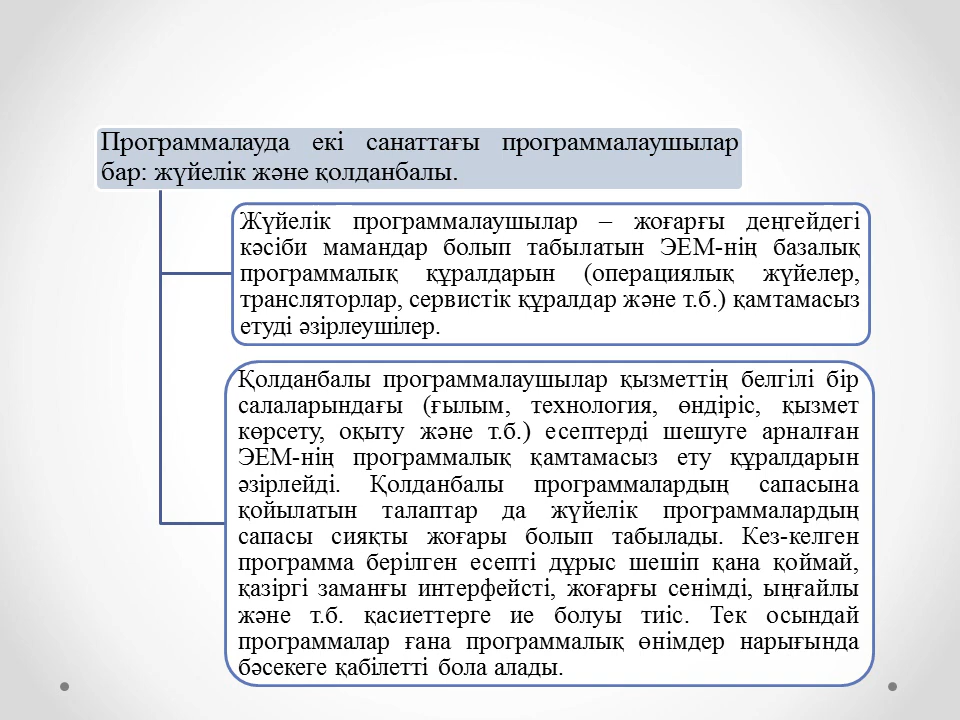 Программалауда екі санаттағы программалаушылар
бар: жүйелік және қолданбалы.
Жүйелік программалаушылар – жоғарғы деңгейдегі
кәсіби мамандар болып табылатын ЭЕМ-нің базалық
программалық құралдарын (операциялық жүйелер,
трансляторлар, сервистік құралдар және т.б.) қамтамасыз
етуді әзірлеушілер.
Қолданбалы программалаушылар қызметтің белгілі бір
салаларындағы (ғылым, технология, өндіріс, қызмет
көрсету, оқыту және т.б.) есептерді шешуге арналған
ЭЕМ-нің программалық қамтамасыз ету құралдарын
әзірлейді. Қолданбалы программалардың сапасына
қойылатын талаптар да жүйелік программалардың
сапасы сияқты жоғары болып табылады. Кез-келген
программа берілген есепті дұрыс шешіп қана қоймай,
қазіргі заманғы интерфейсті, жоғарғы сенімді, ыңғайлы
және т.б. қасиеттерге ие болуы тиіс. Тек осындай
программалар ғана программалық өнімдер нарығында
бәсекеге қабілетті бола алады.